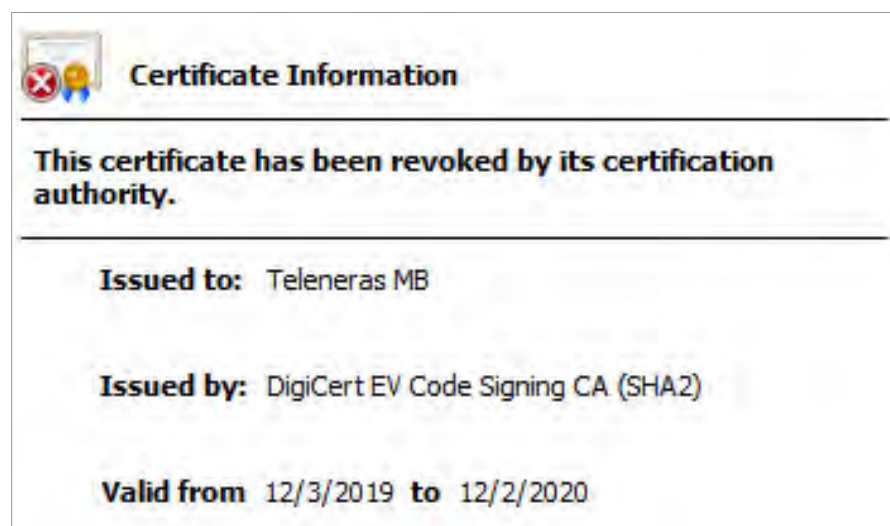 Certificate Information
This certificate has been revoked by its certification
authority.
Issued to: Teleneras MB
Issued by: DigiCert EV Code Signing CA (SHA2)
Valid from 12/3/2019 to 12/2/2020